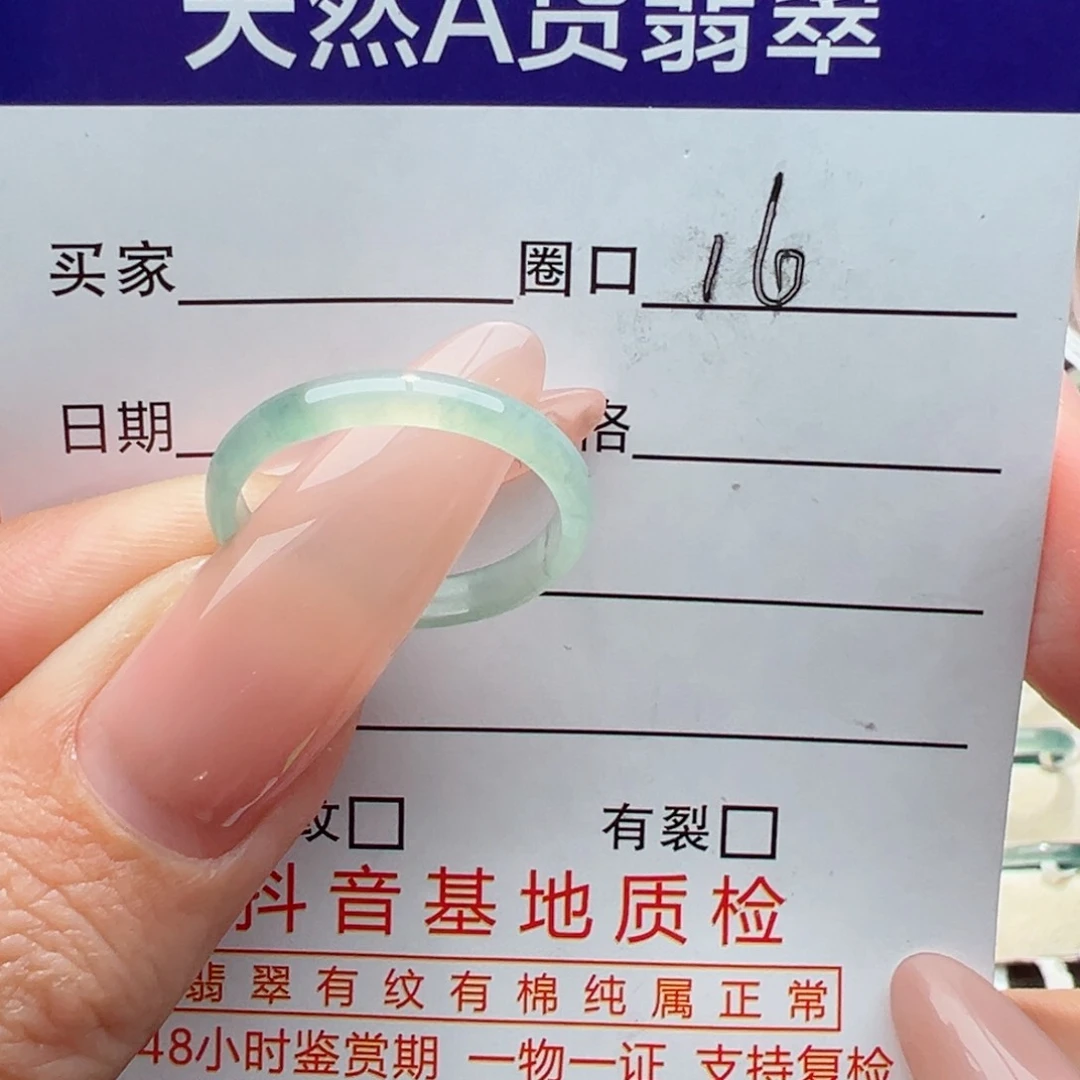 天然A货翡翠
买家 圈口 16
日期 格
纹 有裂
抖音基地质检
翡翠有纹有棉纯属正常
48小时鉴赏期 一物一证 支持复检